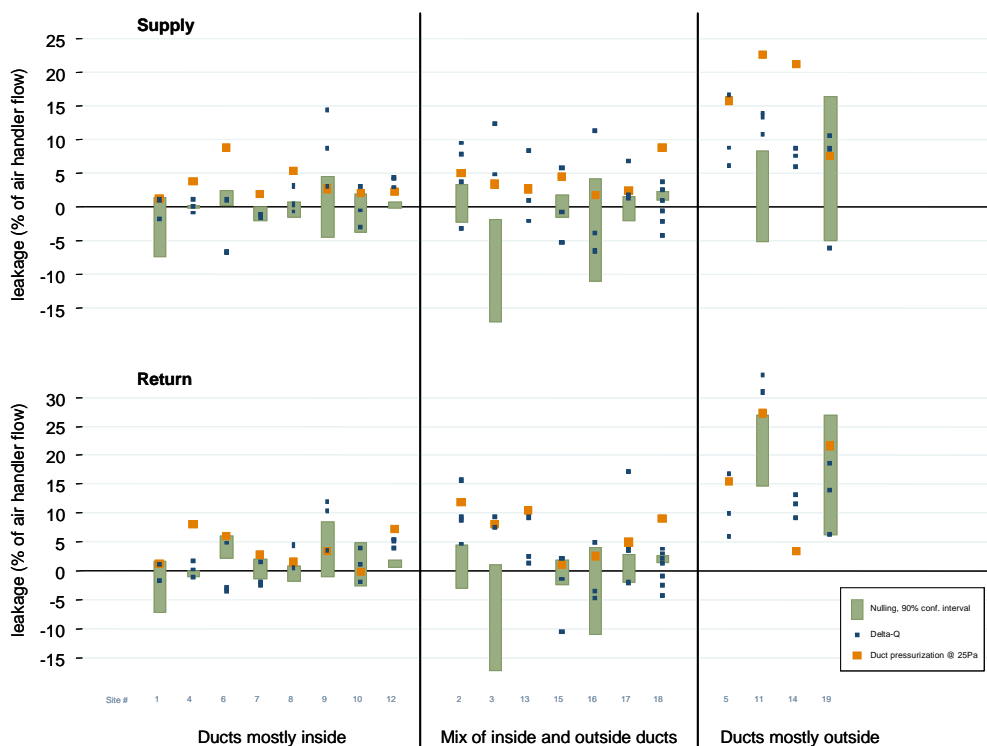 Supply
leakage (% of air handler flow)
25
20
15
10
5
0
-5
-10
-15
Return
leakage (% of air handler flow)
30
25
20
15
10
5
0
-5
-10
-15
Nulling, 90% conf. interval
Delta-Q
Duct pressurization @ 25Pa
Site # 1 4 6 7 8 9 10 12 2 3 13 15 16 17 18 5 11 14 19
Ducts mostly inside Mix of inside and outside ducts Ducts mostly outside